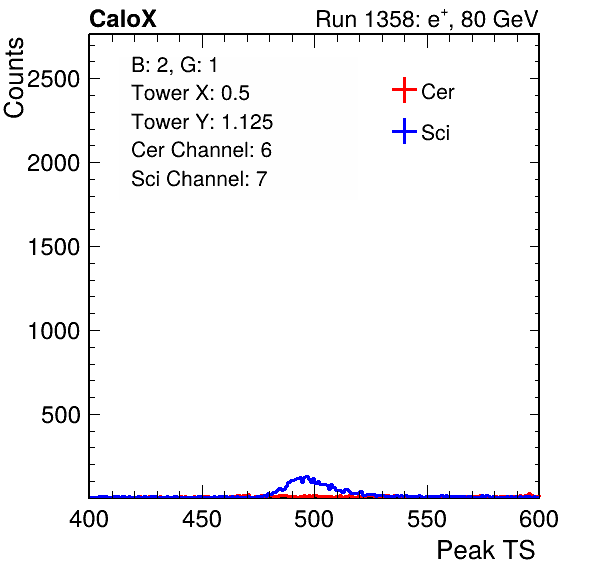 CaloX
Run 1358: e⁺, 80 GeV
Counts
B: 2, G: 1
Tower X: 0.5
Tower Y: 1.125
Cer Channel: 6
Sci Channel: 7
Cer
Sci
2500
2000
1500
1000
500
400
450
500
550
600
Peak TS